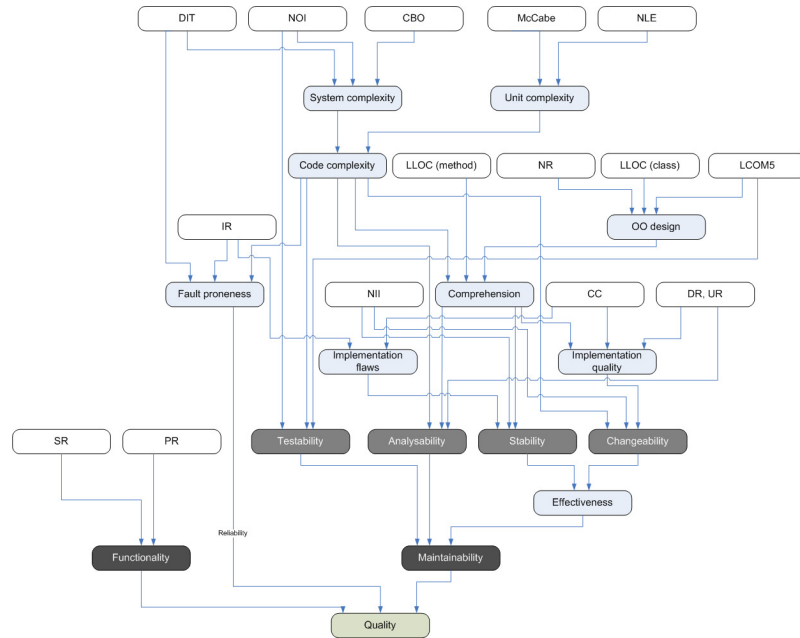 DIT
NOI
CBO
McCabe
NLE
System complexity
Unit complexity
Code complexity
LLOC (method)
NR
LLOC (class)
LCOM5
IR
OO design
Fault proneness
NII
Comprehension
CC
DR, UR
Implementation
flaws
Implementation
quality
SR
PR
Testability
Analysability
Stability
Changeability
Effectiveness
Reliability
Functionality
Maintainability
Quality